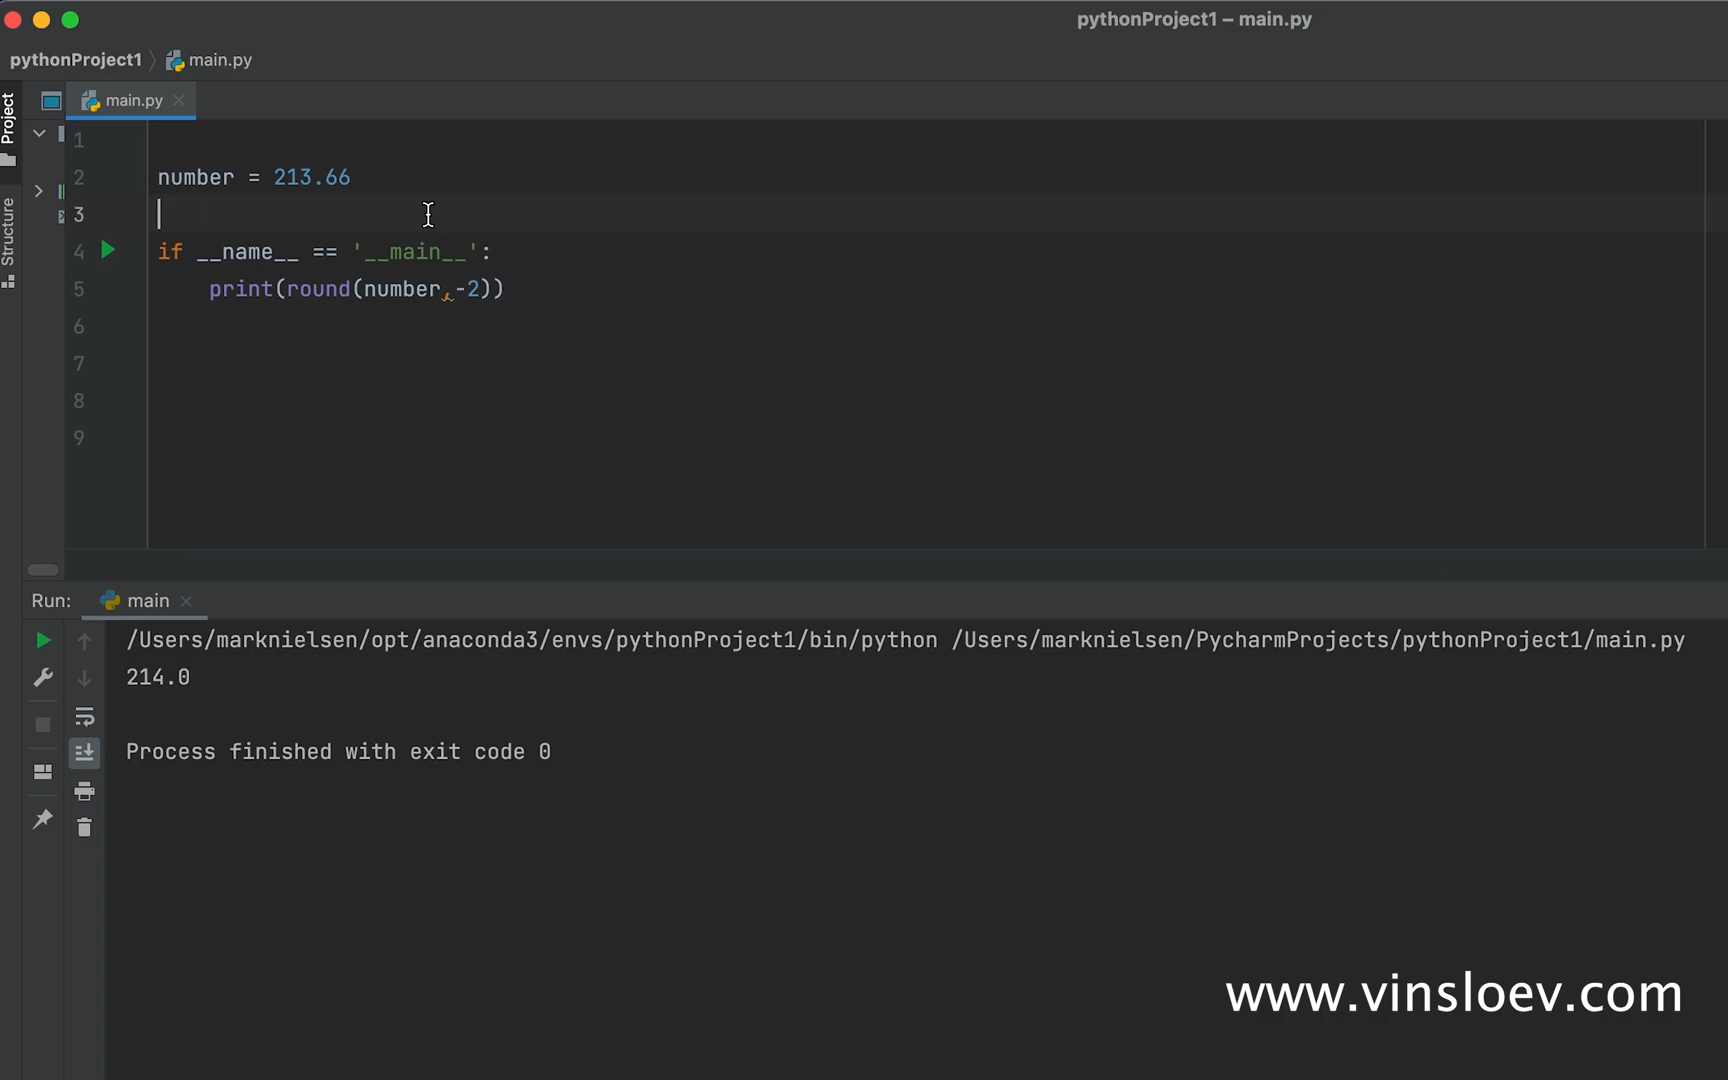 pythonProject1 – main.py
pythonProject1 main.py
Project
main.py
1
2 number = 213.66
3
4 if __name__ == '__main__':
5 print(round(number,-2))
6
7
8
9
Structure
Run: main
/Users/marknielsen/opt/anaconda3/envs/pythonProject1/bin/python /Users/marknielsen/PycharmProjects/pythonProject1/main.py
214.0
Process finished with exit code 0
www.vinsloev.com